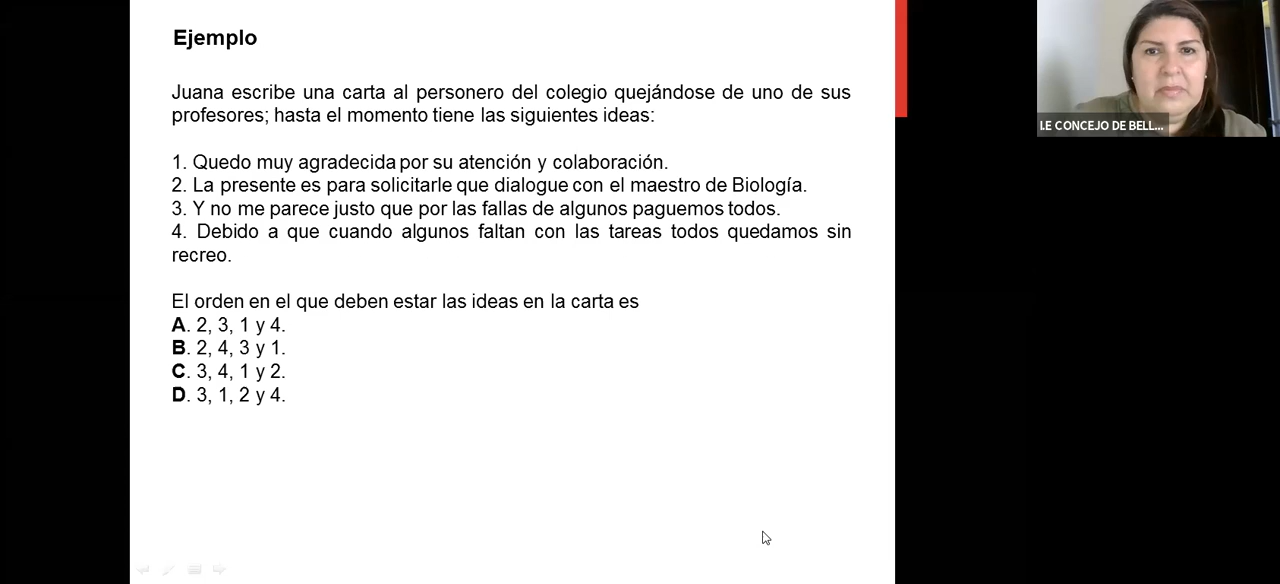 Ejemplo
Juana escribe una carta al personero del colegio quejándose de uno de sus
profesores; hasta el momento tiene las siguientes ideas:
1. Quedo muy agradecida por su atención y colaboración.
2. La presente es para solicitarle que dialogue con el maestro de Biología.
3. Y no me parece justo que por las fallas de algunos paguemos todos.
4. Debido a que cuando algunos faltan con las tareas todos quedamos sin
recreo.
El orden en el que deben estar las ideas en la carta es
A. 2, 3, 1 y 4.
B. 2, 4, 3 y 1.
C. 3, 4, 1 y 2.
D. 3, 1, 2 y 4.
I.E CONCEJO DE BELL...